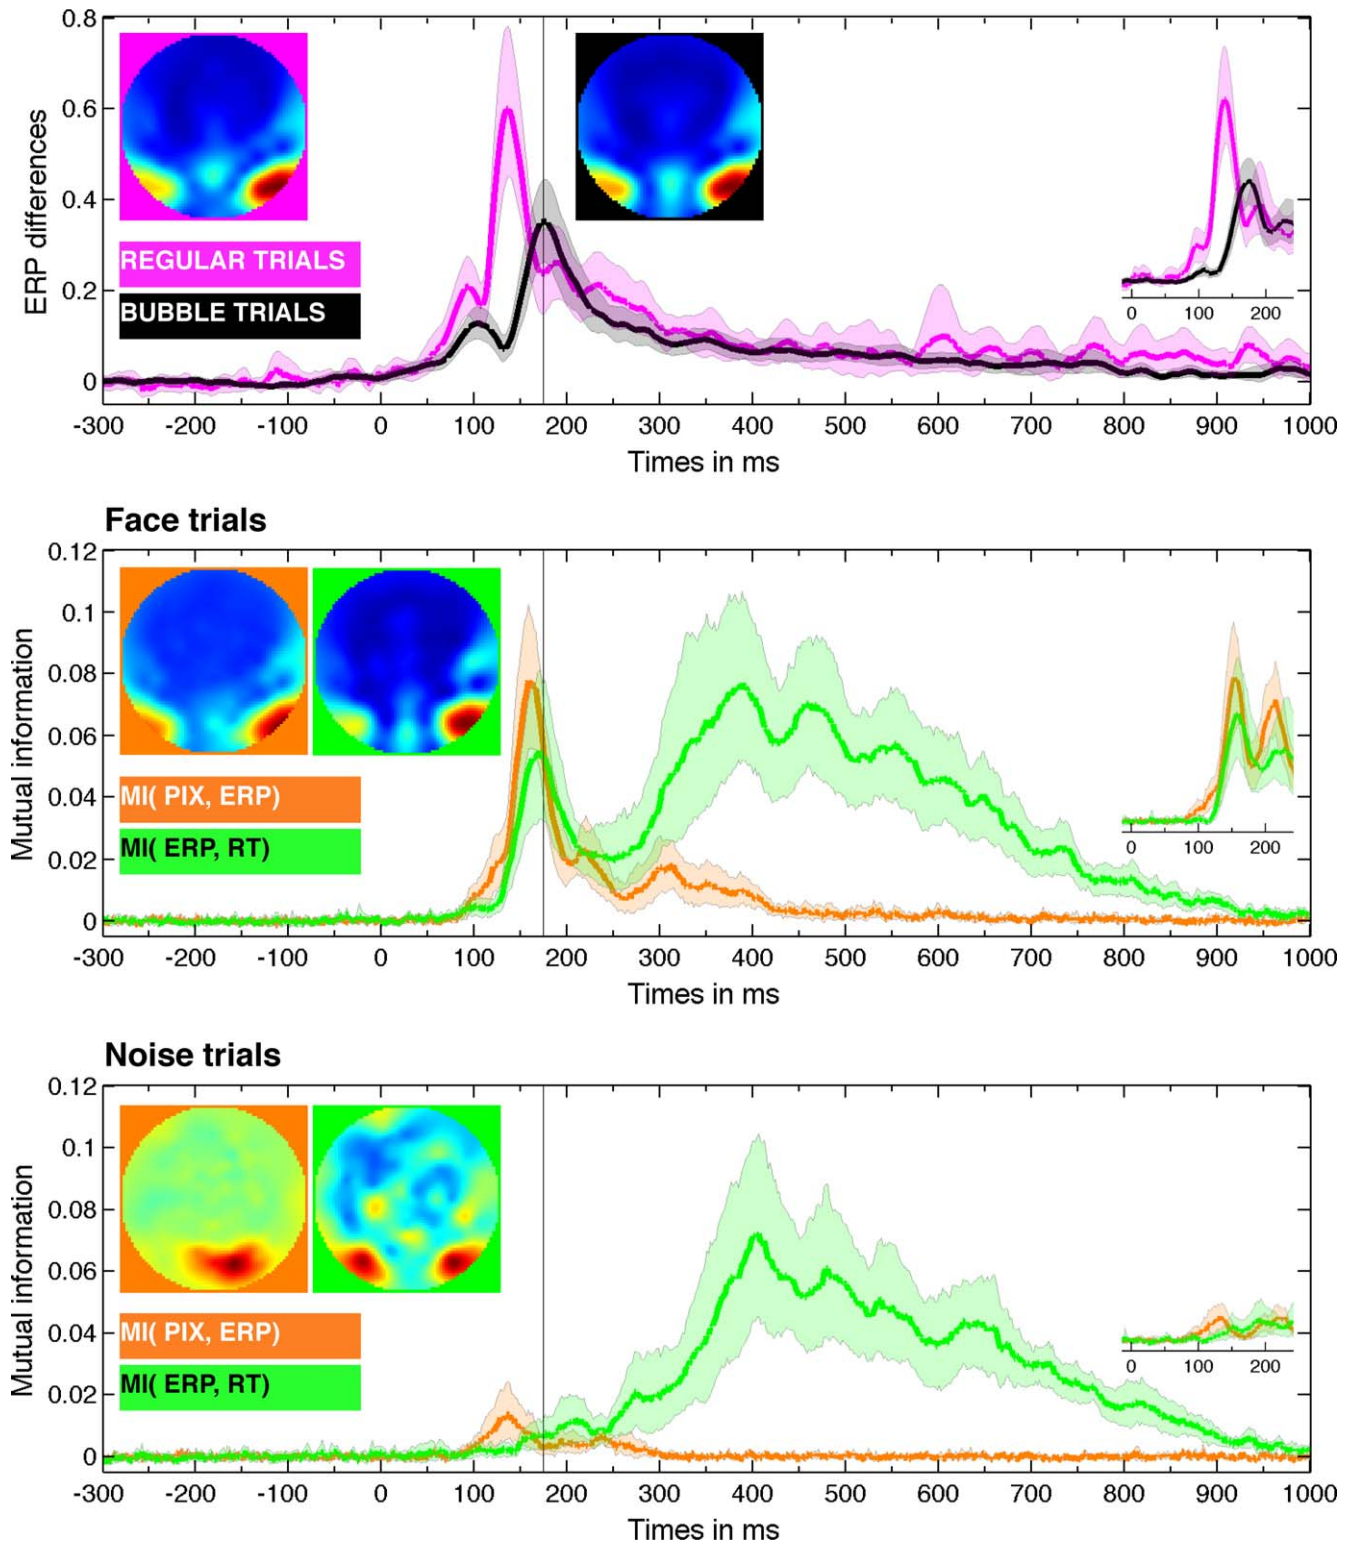 0.8
0.6
0.4
0.2
0
ERP differences
REGULAR TRIALS
BUBBLE TRIALS
0 100 200
-300 -200 -100 0 100 200 300 400 500 600 700 800 900 1000
Times in ms
Face trials
0.12
0.1
0.08
0.06
0.04
0.02
0
Mutual information
MI( PIX, ERP)
MI( ERP, RT)
0 100 200
-300 -200 -100 0 100 200 300 400 500 600 700 800 900 1000
Times in ms
Noise trials
0.12
0.1
0.08
0.06
0.04
0.02
0
Mutual information
MI( PIX, ERP)
MI( ERP, RT)
0 100 200
-300 -200 -100 0 100 200 300 400 500 600 700 800 900 1000
Times in ms